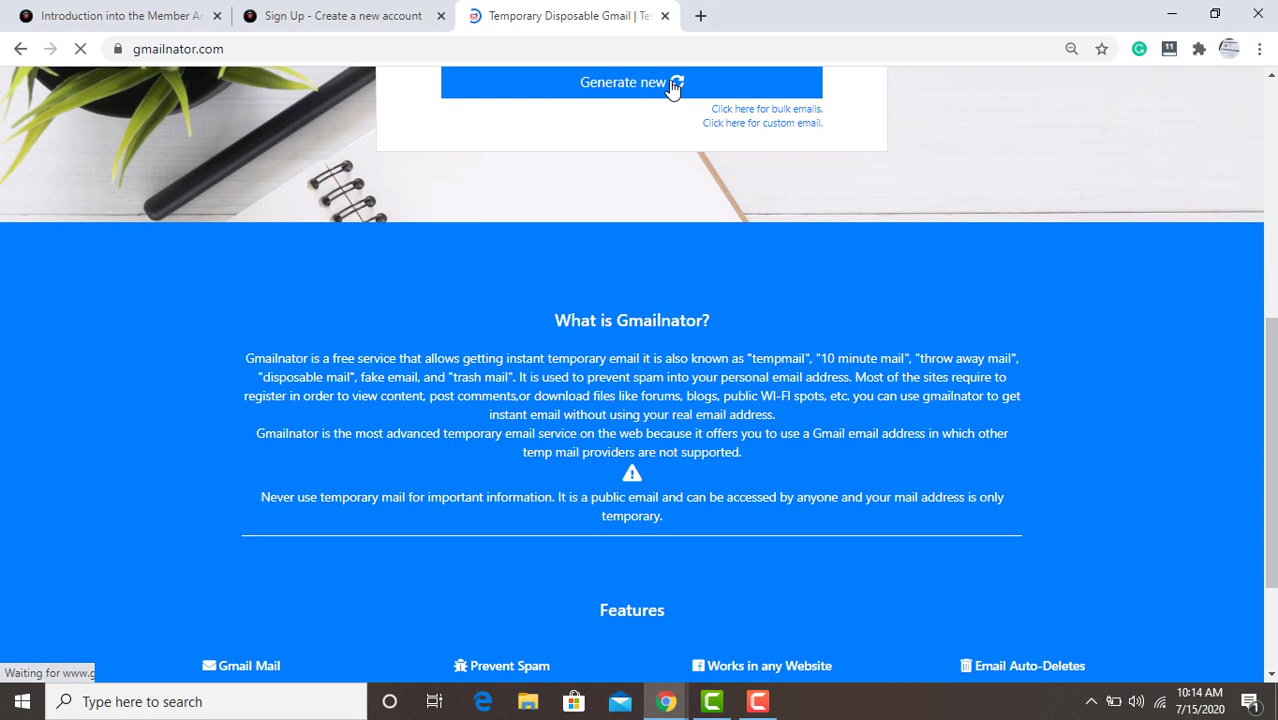 Introduction into the Member Ar
Sign Up - Create a new account
Temporary Disposable Gmail | Te
gmailnator.com
11
Generate new
Click here for bulk emails.
Click here for custom email.
What is Gmailnator?
Gmailnator is a free service that allows getting instant temporary email it is also known as "tempmail", "10 minute mail", "throw away mail",
"disposable mail", fake email, and "trash mail". It is used to prevent spam into your personal email address. Most of the sites require to
register in order to view content, post comments,or download files like forums, blogs, public WI-FI spots, etc. you can use gmailnator to get
instant email without using your real email address.
Gmailnator is the most advanced temporary email service on the web because it offers you to use a Gmail email address in which other
temp mail providers are not supported.
Never use temporary mail for important information. It is a public email and can be accessed by anyone and your mail address is only
temporary.
Features
Gmail Mail
Prevent Spam
Works in any Website
Email Auto-Deletes
Waiting for www.g
Type here to search
10:14 AM
7/15/2020
1